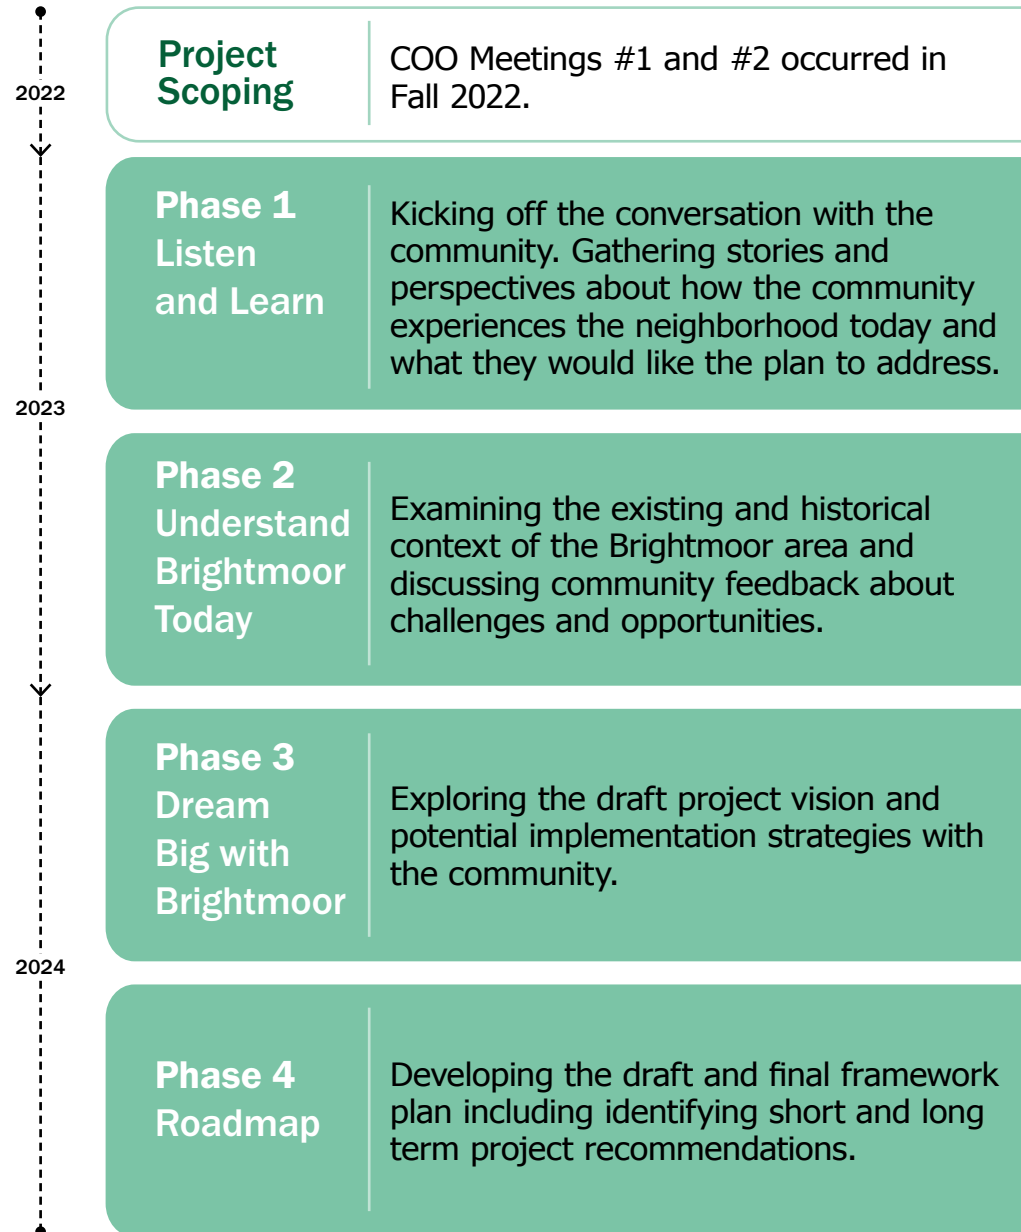 2022
Project
Scoping
COO Meetings #1 and #2 occurred in
Fall 2022.
Phase 1
Listen
and Learn
Kicking off the conversation with the
community. Gathering stories and
perspectives about how the community
experiences the neighborhood today and
what they would like the plan to address.
2023
Phase 2
Understand
Brightmoor
Today
Examining the existing and historical
context of the Brightmoor area and
discussing community feedback about
challenges and opportunities.
Phase 3
Dream
Big with
Brightmoor
Exploring the draft project vision and
potential implementation strategies with
the community.
2024
Phase 4
Roadmap
Developing the draft and final framework
plan including identifying short and long
term project recommendations.